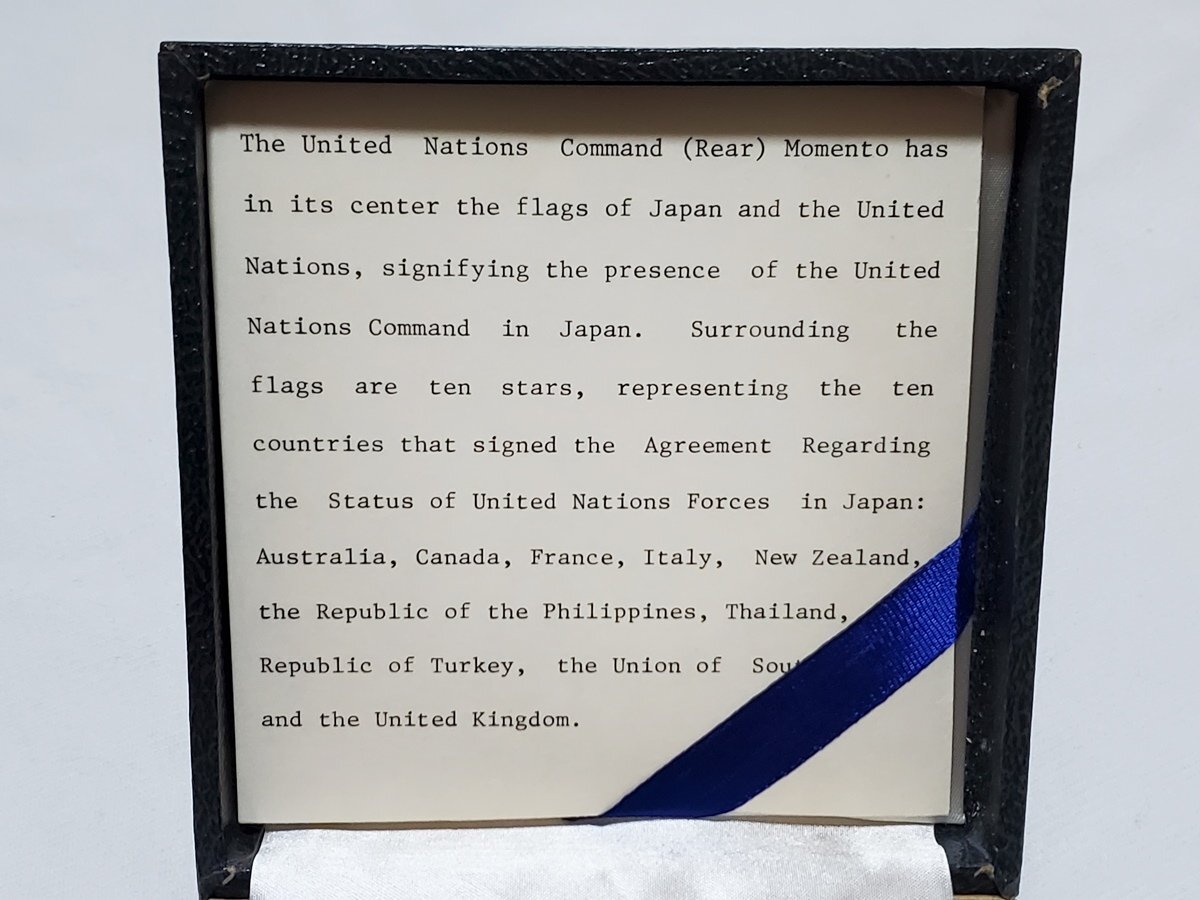 The United Nations Command (Rear) Momento has
in its center the flags of Japan and the United
Nations, signifying the presence of the United
Nations Command in Japan. Surrounding the
flags are ten stars, representing the ten
countries that signed the Agreement Regarding
the Status of United Nations Forces in Japan:
Australia, Canada, France, Italy, New Zealand,
the Republic of the Philippines, Thailand,
Republic of Turkey, the Union of
and the United Kingdom.